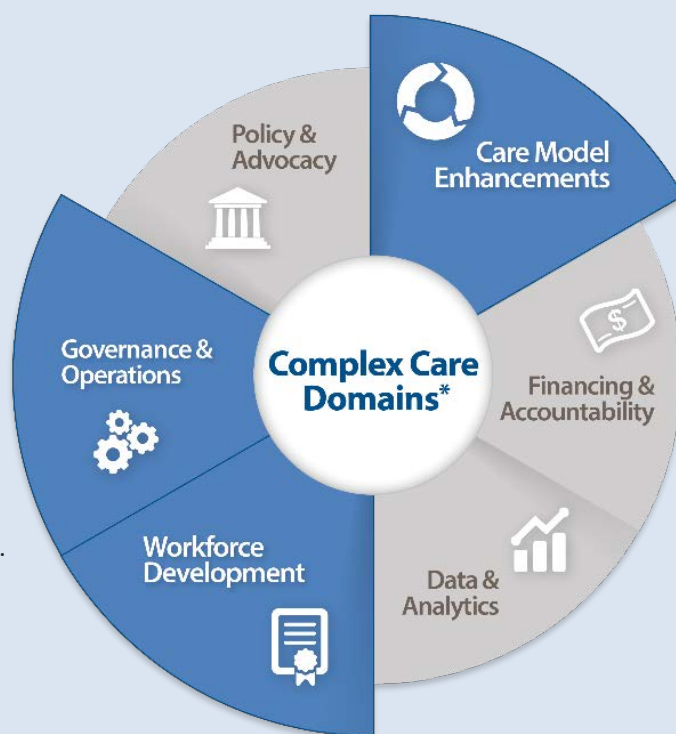 Policy &
Advocacy
Care Model
Enhancements
Governance &
Operations
Complex Care
Domains*
$
Financing &
Accountability
.
Workforce
Development
Data &
Analytics